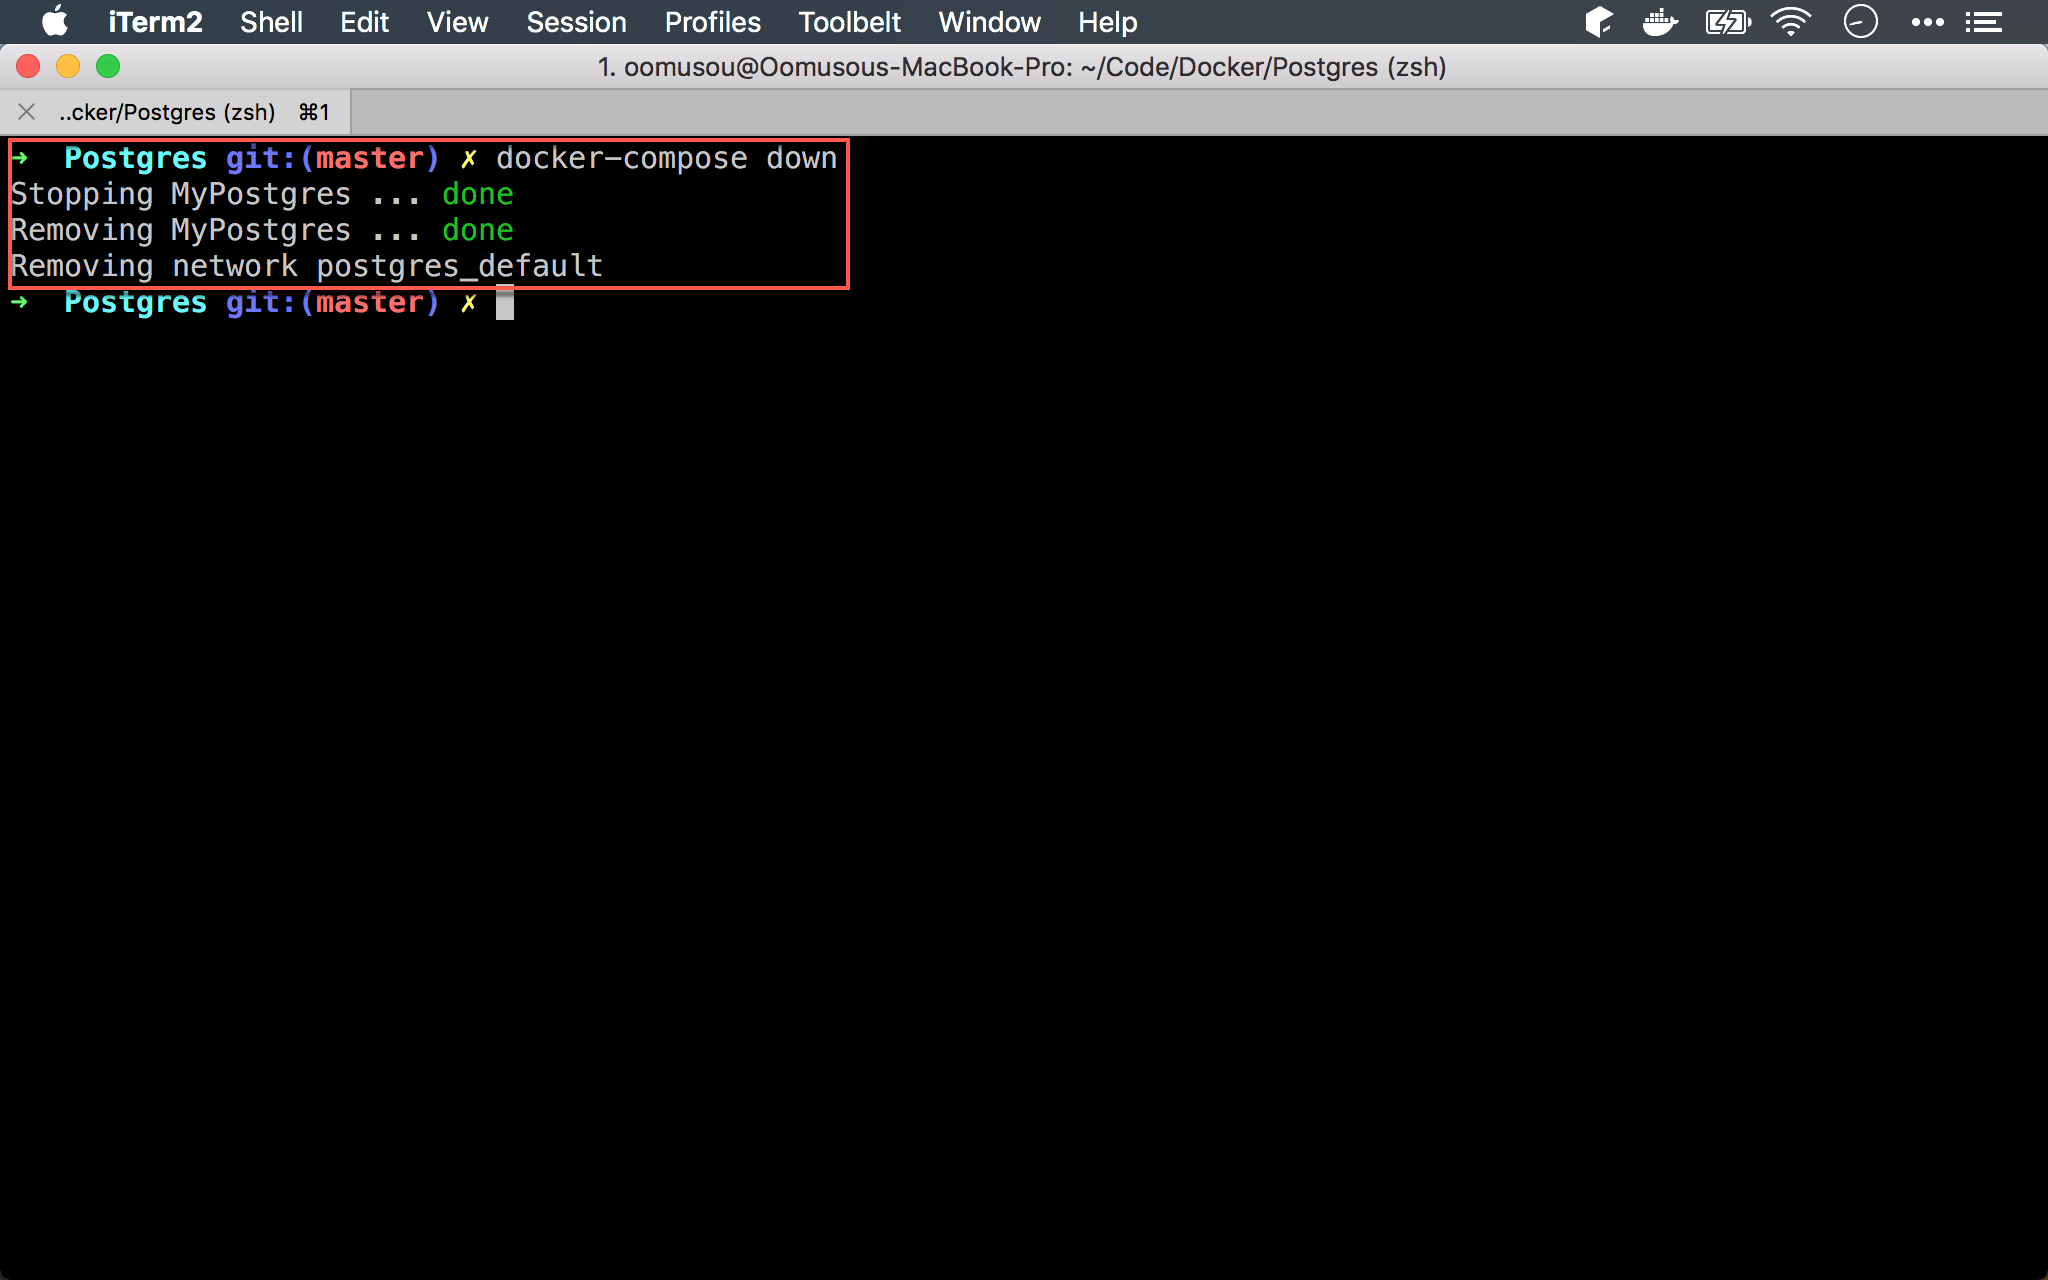 iTerm2 Shell Edit View Session Profiles Toolbelt Window Help
1. oomusou@Oomusous-MacBook-Pro: ~/Code/Docker/Postgres (zsh)
..cker/Postgres (zsh) ⌘1
➜ Postgres git:(master) ✗ docker-compose down
Stopping MyPostgres ... done
Removing MyPostgres ... done
Removing network postgres_default
➜ Postgres git:(master) ✗